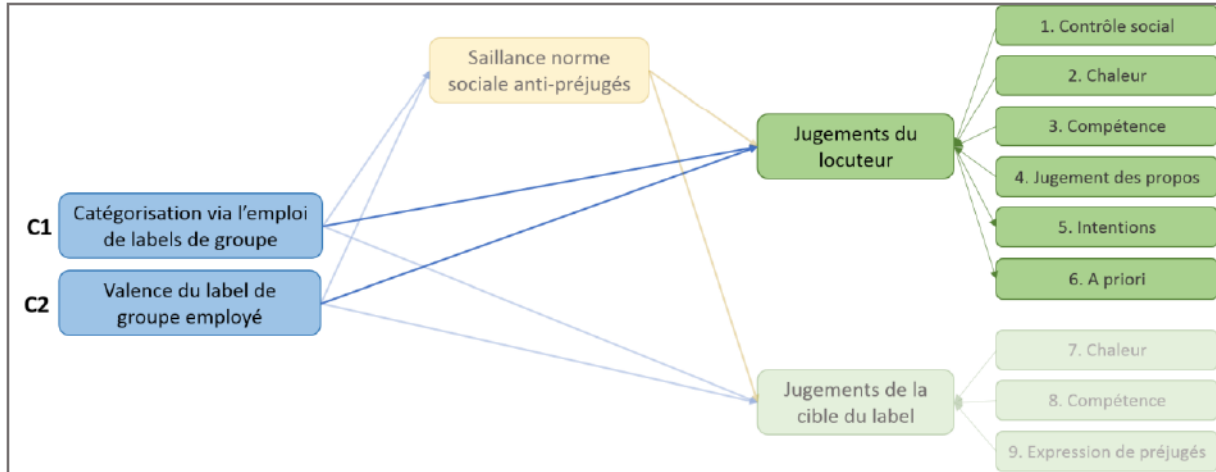 Saillance norme
sociale anti-préjugés
C1
Catégorisation via l'emploi
de labels de groupe
C2
Valence du label de
groupe employé
Jugements du
locuteur
1. Contrôle social
2. Chaleur
3. Compétence
4. Jugement des propos
5. Intentions
6. A priori
Jugements de la
cible du label
7. Chaleur
8. Compétence
9. Expression de préjugés